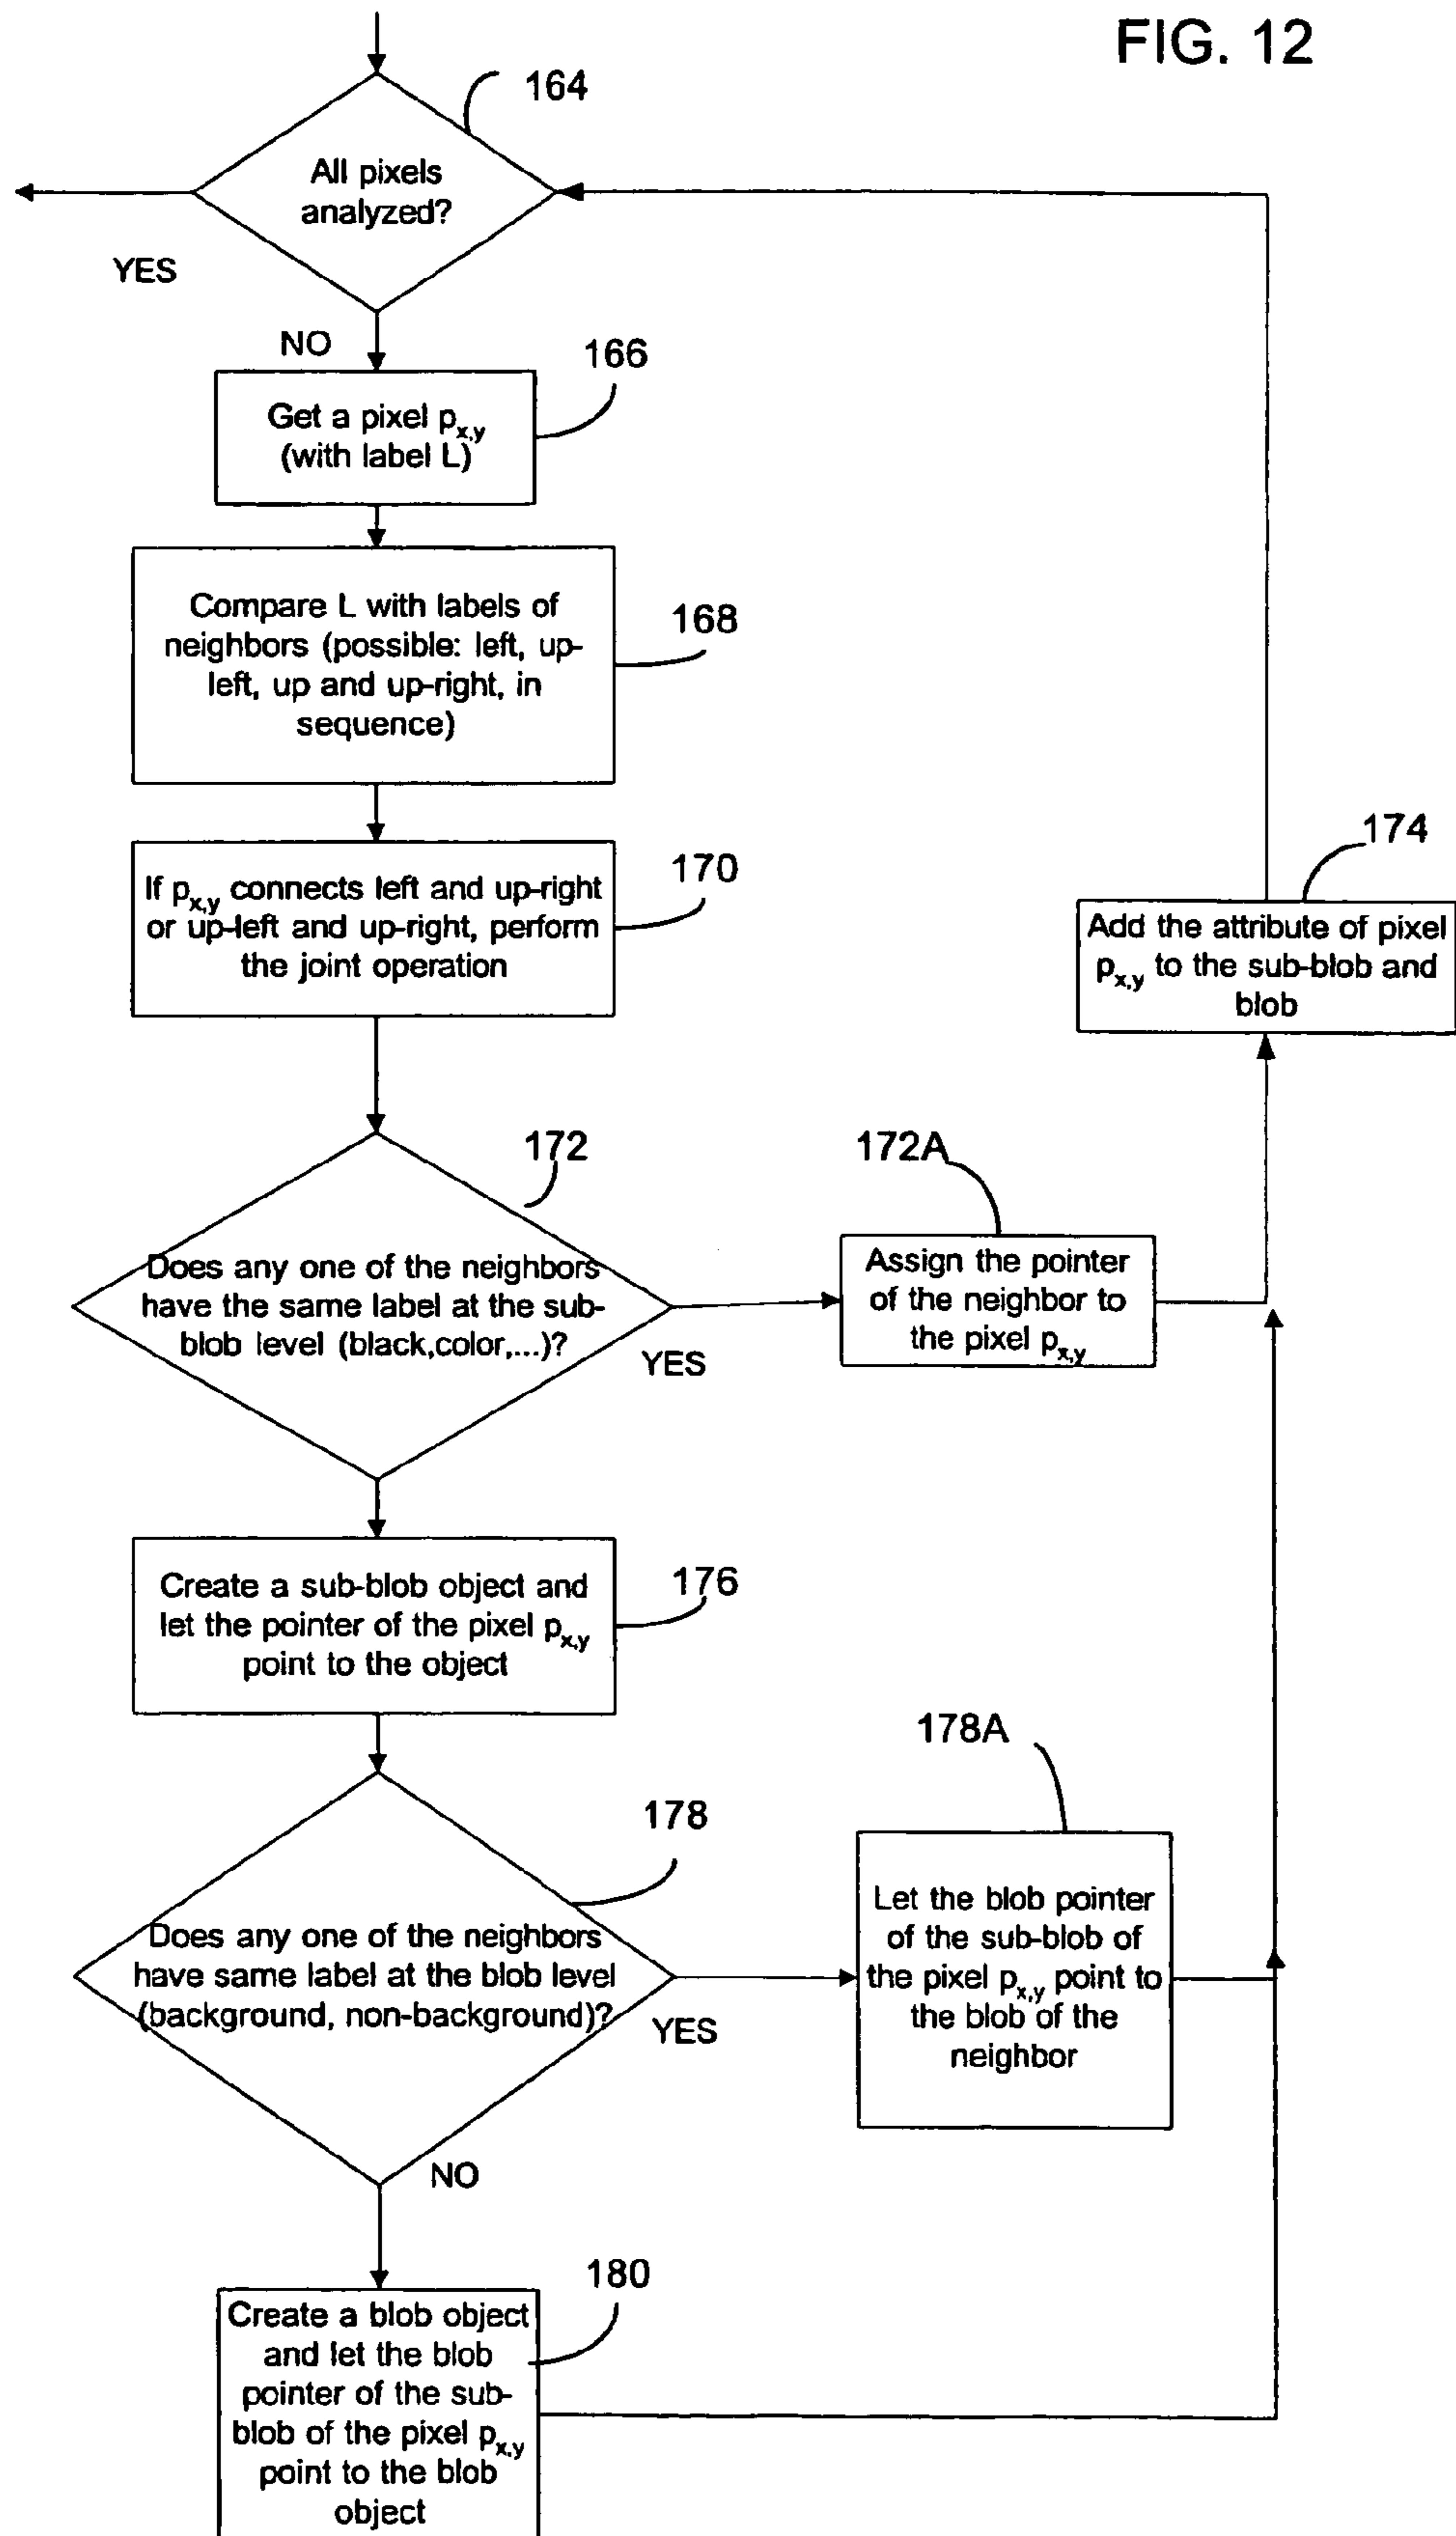 FIG. 12
164
All pixels
analyzed?
YES
NO
166
Get a pixel px,y
(with label L)
168
Compare L with labels of
neighbors (possible: left, up-
left, up and up-right, in
sequence)
170
If px,y connects left and up-right
or up-left and up-right, perform
the joint operation
174
Add the attribute of pixel
px,y to the sub-blob and
blob
172
Does any one of the neighbors
have the same label at the sub-
blob level (black,color,...)?
YES
172A
Assign the pointer
of the neighbor to
the pixel px,y
176
Create a sub-blob object and
let the pointer of the pixel px,y
point to the object
178
Does any one of the neighbors
have same label at the blob level
(background, non-background)?
YES
NO
178A
Let the blob pointer
of the sub-blob of
the pixel px,y point to
the blob of the
neighbor
180
Create a blob object
and let the blob
pointer of the sub-
blob of the pixel px,y
point to the blob
object